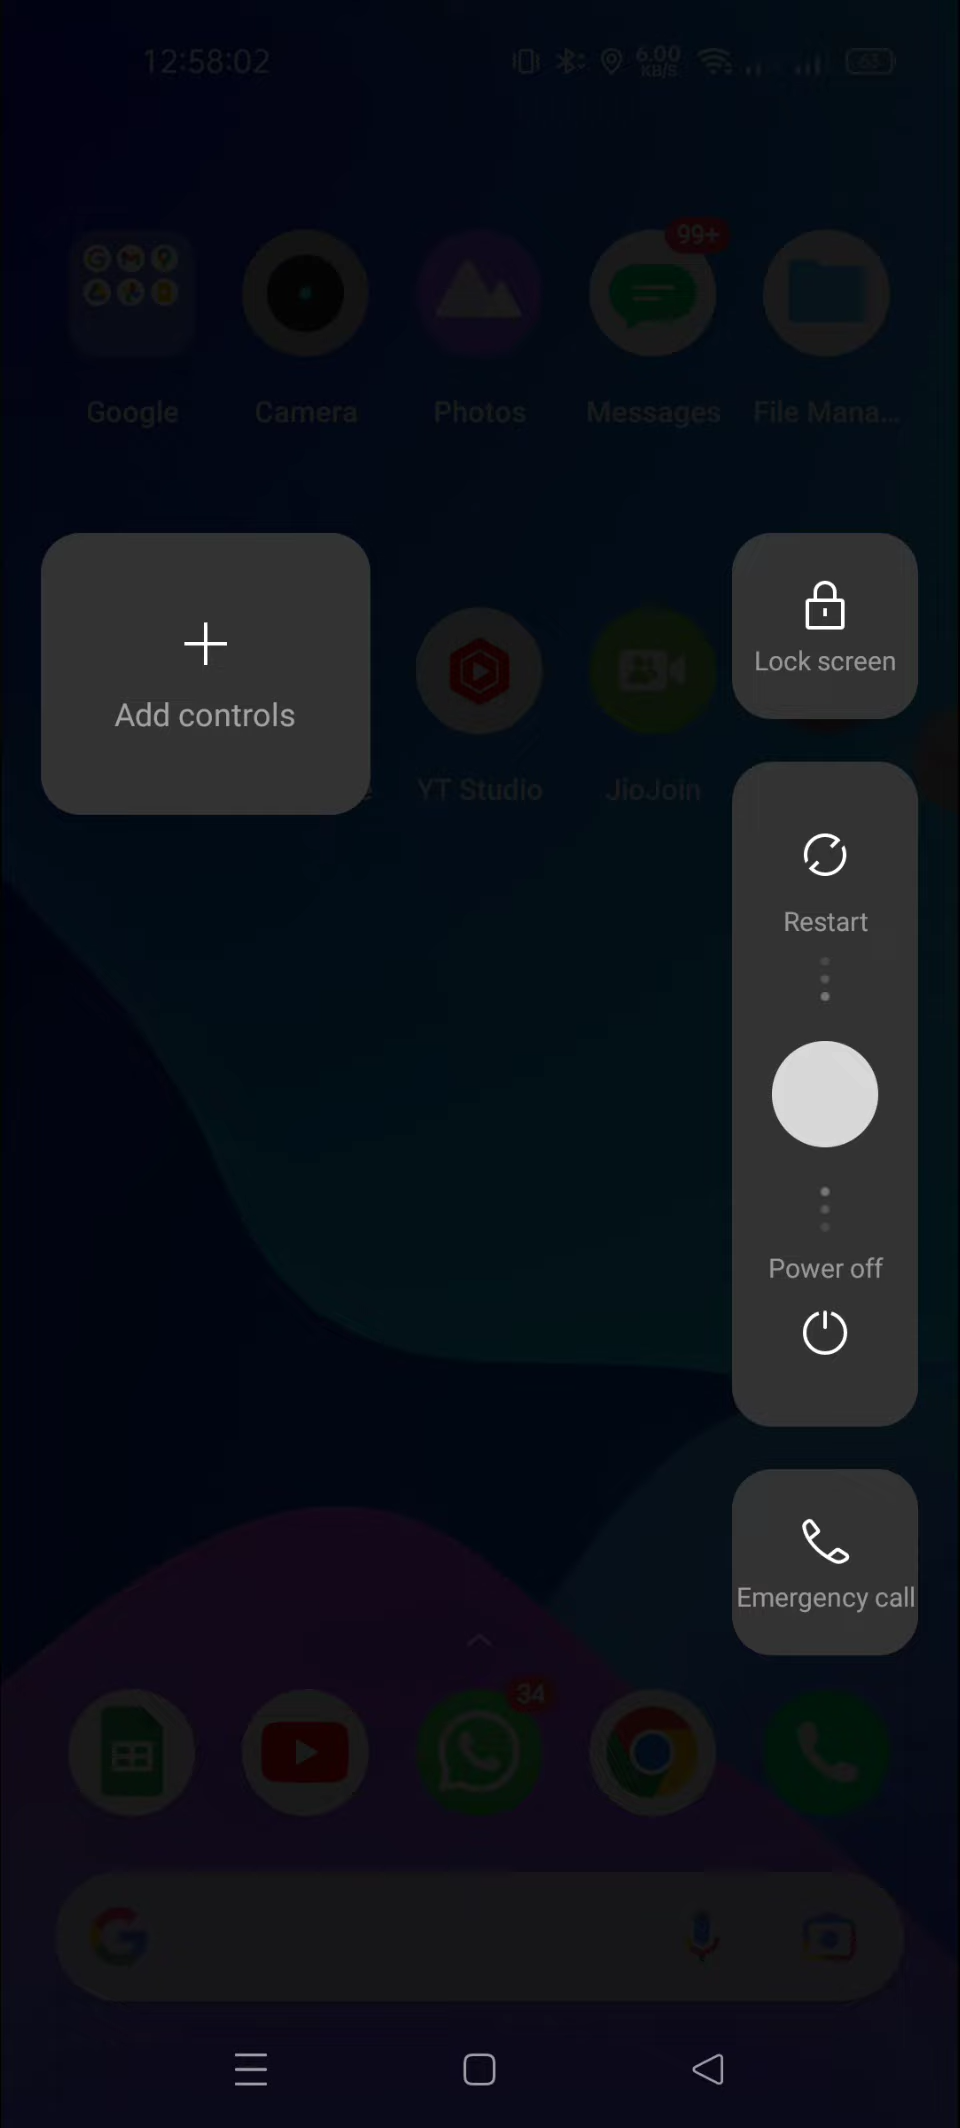 12:58:02
6.00
KB/S
99+
Google
Camera
Photos
Messages
File Mana...
Add controls
Lock screen
YT Studio
JioJoin
Restart
Power off
Emergency call
34